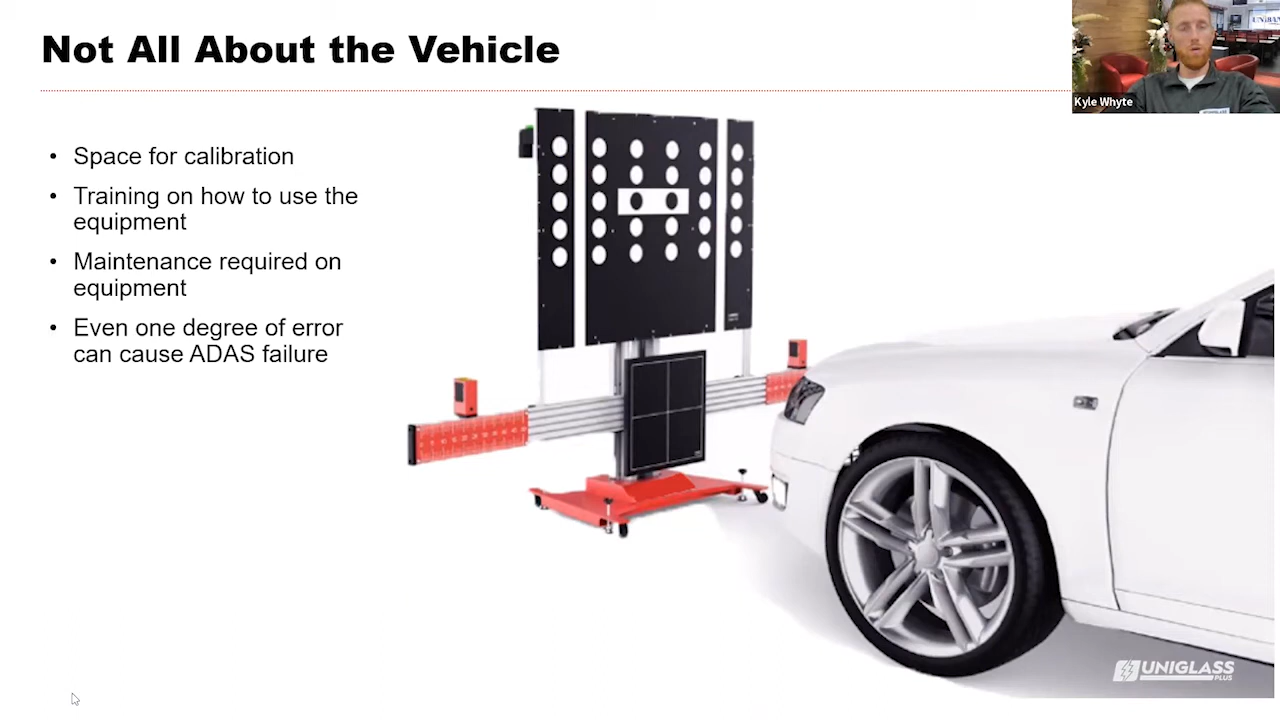 Not All About the Vehicle
Kyle Whyte
• Space for calibration
• Training on how to use the
equipment
• Maintenance required on
equipment
• Even one degree of error
can cause ADAS failure
UNIGLASS
PLUS